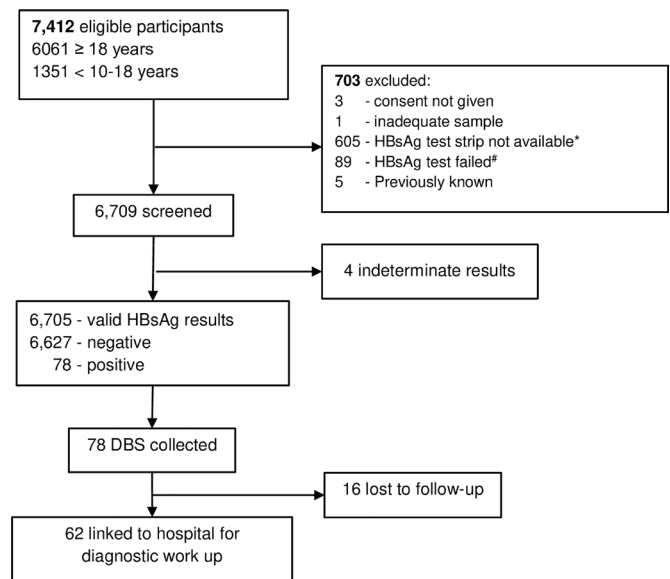 7,412 eligible participants
6061 ≥ 18 years
1351 < 10-18 years
703 excluded:
3 - consent not given
1 - inadequate sample
605 - HBsAg test strip not available*
89 - HBsAg test failed#
5 - Previously known
6,709 screened
4 indeterminate results
6,705 - valid HBsAg results
6,627 - negative
78 - positive
78 DBS collected
16 lost to follow-up
62 linked to hospital for
diagnostic work up